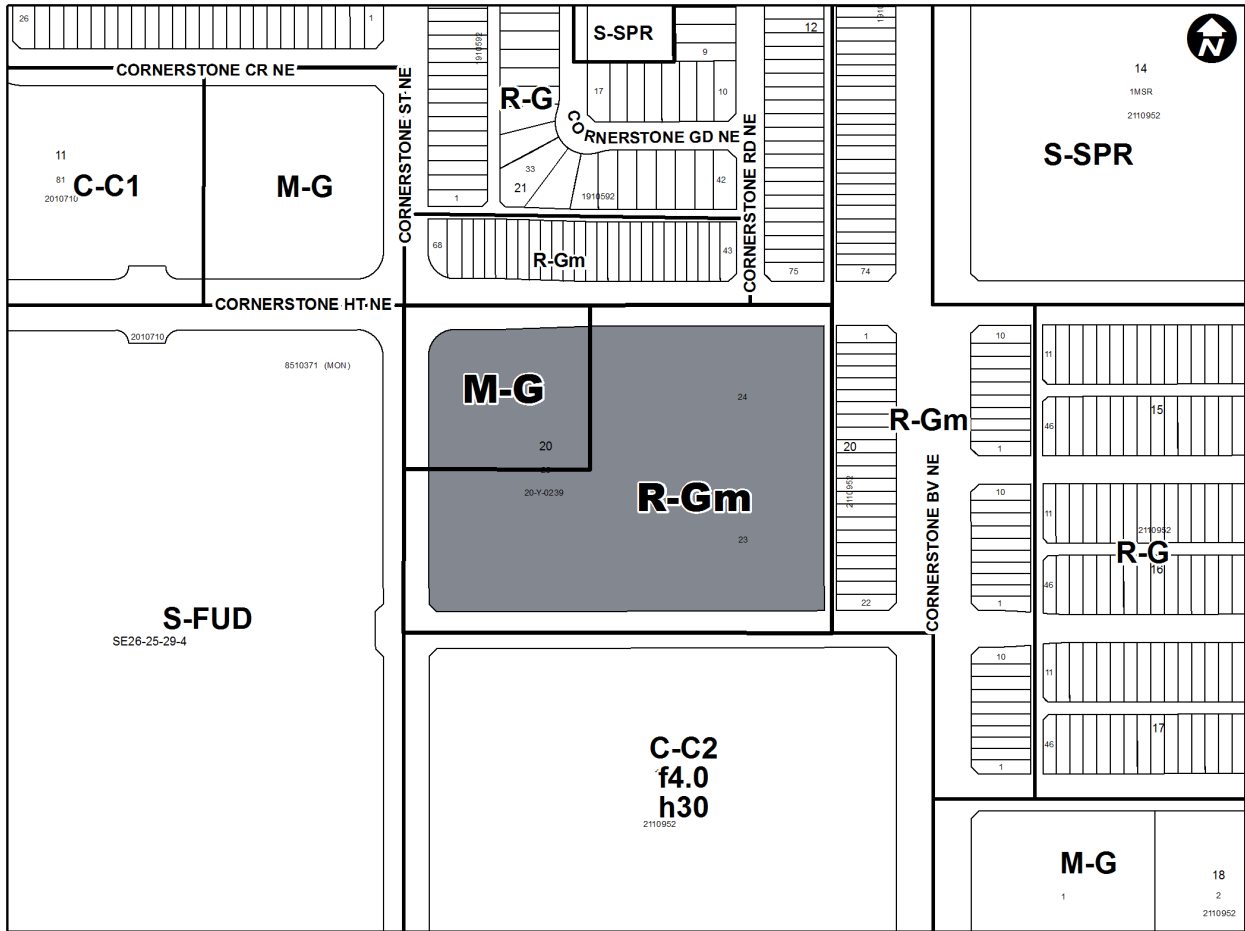 26
1
1910592
S-SPR
9
12
1910
N
CORNERSTONE CR NE
CORNERSTONE ST NE
R-G
17
10
14
1MSR
2110952
CORNERSTONE GD NE
CORNERSTONE RD NE
S-SPR
11
81
2010710
C-C1
M-G
33
21
1910592
42
1
68
R-Gm
43
75
74
CORNERSTONE HT NE
2010710
8510371 (MON)
M-G
24
1
10
11
R-Gm
15
46
20
20
1
20-Y-0239
2110952
R-Gm
10
11
2110952
23
R-G
16
46
CORNERSTONE BV NE
22
1
S-FUD
SE26-25-29-4
10
11
C-C2
f4.0
h30
2110952
17
46
1
M-G
1
18
2
2110952